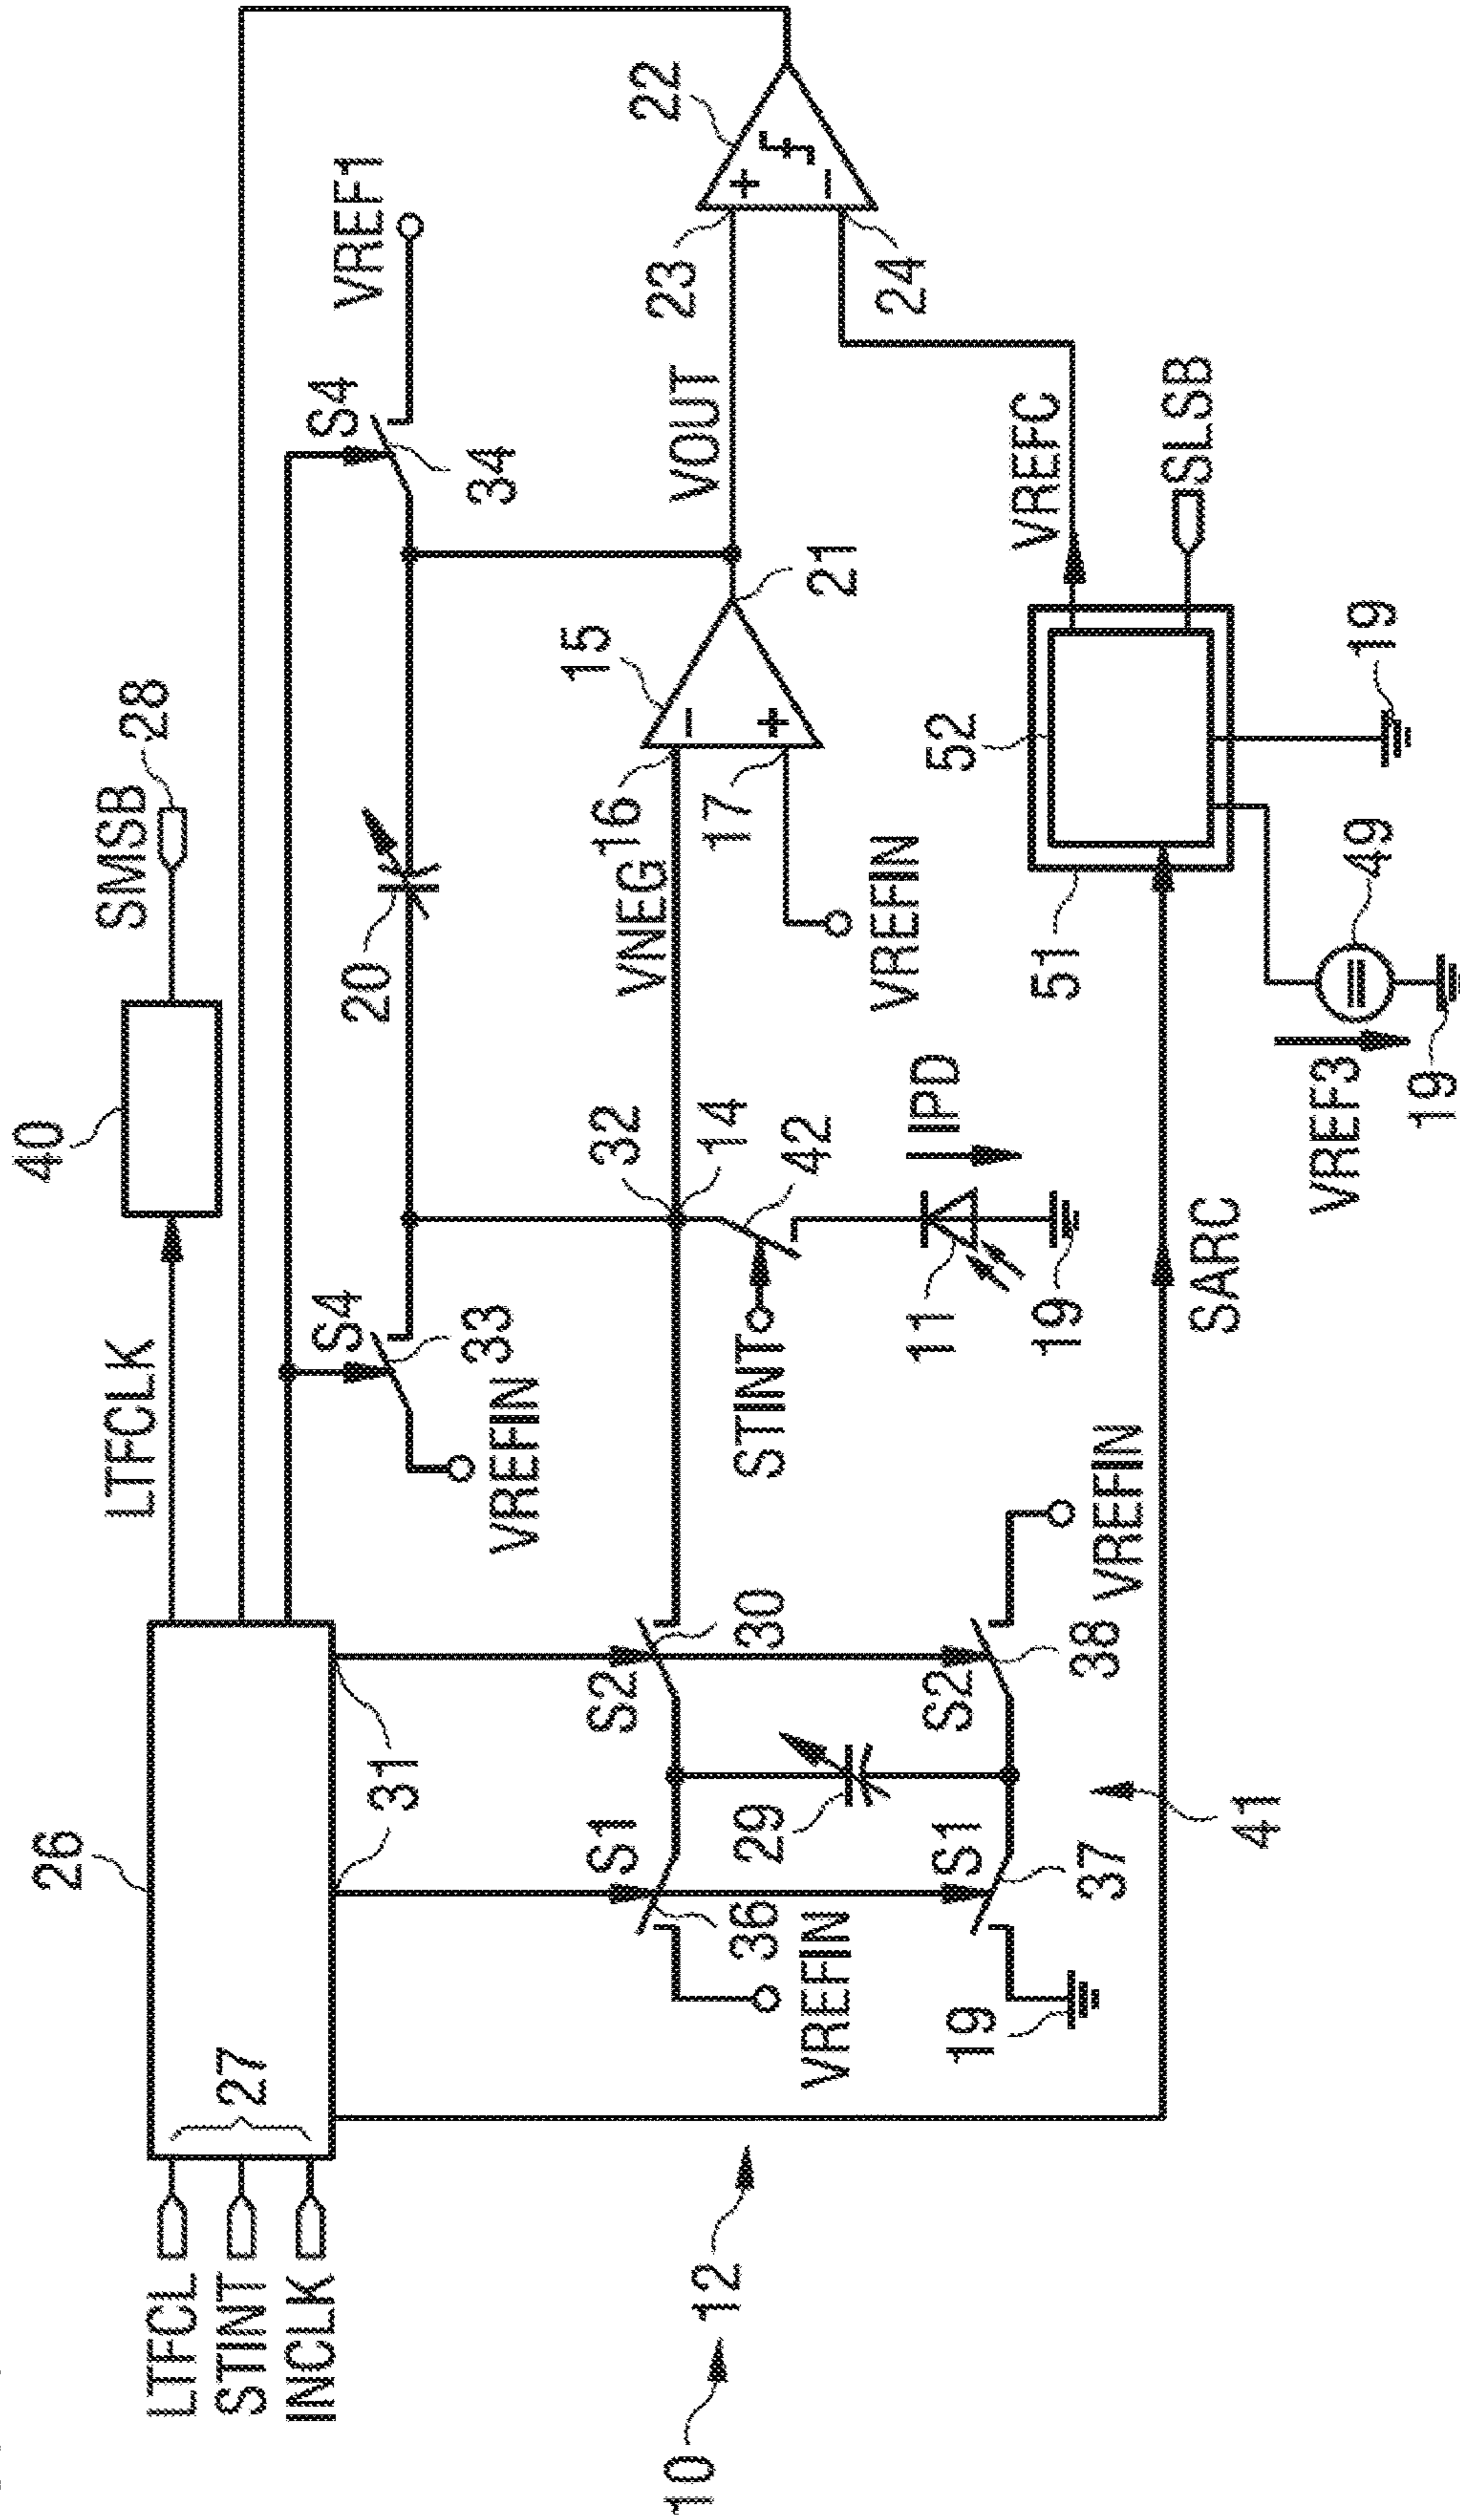 40
SMSB
28
26
LTFCLK
LTFCL
STINT
INCLK
27
S4
33
VREFIN
S4
34
VREF1
22
20
31
15
23
VOUT
21
24
VNEG
16
17
VREFIN
32
14
S2
30
S1
36
VREFIN
STINT
42
11
IPD
19
29
S2
38
VREFIN
S1
37
19
41
SARC
VREFC
SLSB
52
51
19
49
VREF3
19
12
10